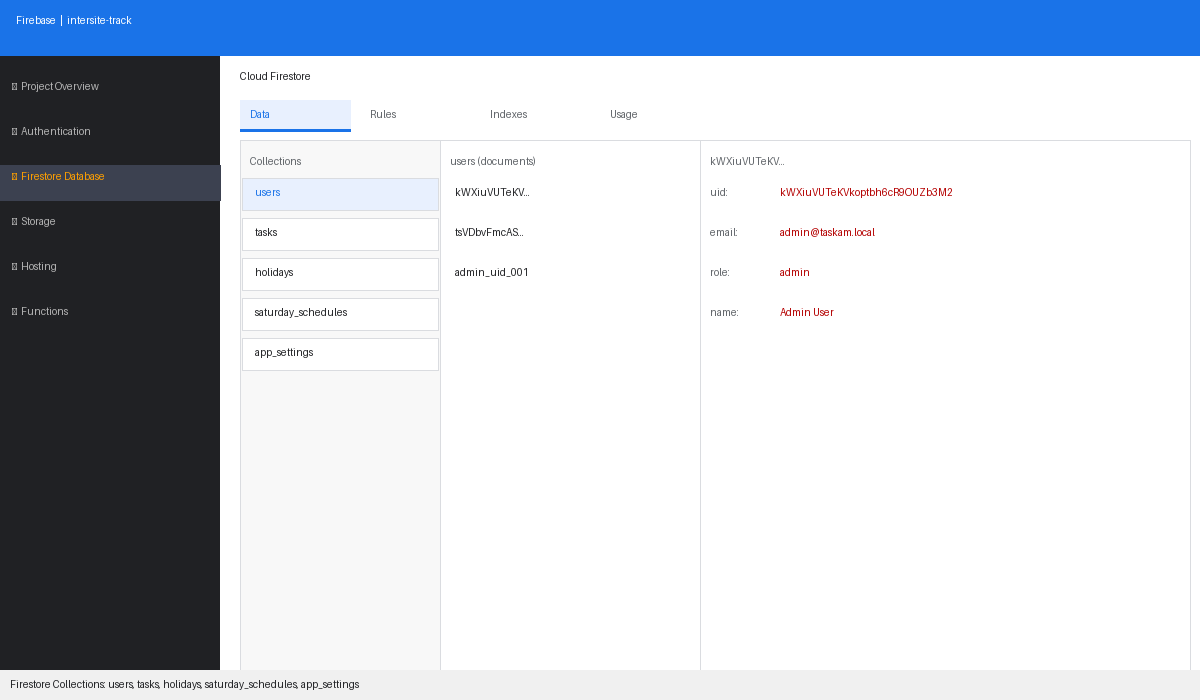 Firebase | intersite-track
Project Overview
Authentication
Firestore Database
Storage
Hosting
Functions
Cloud Firestore
Data Rules Indexes Usage
Collections
users
tasks
holidays
saturday_schedules
app_settings
users (documents)
kWXiuVUTeKV...
tsVDbvFmcAS...
admin_uid_001
kWXiuVUTeKV...
uid: kWXiuVUTeKVkoptbh6cR9OUZb3M2
email: admin@taskam.local
role: admin
name: Admin User
Firestore Collections: users, tasks, holidays, saturday_schedules, app_settings